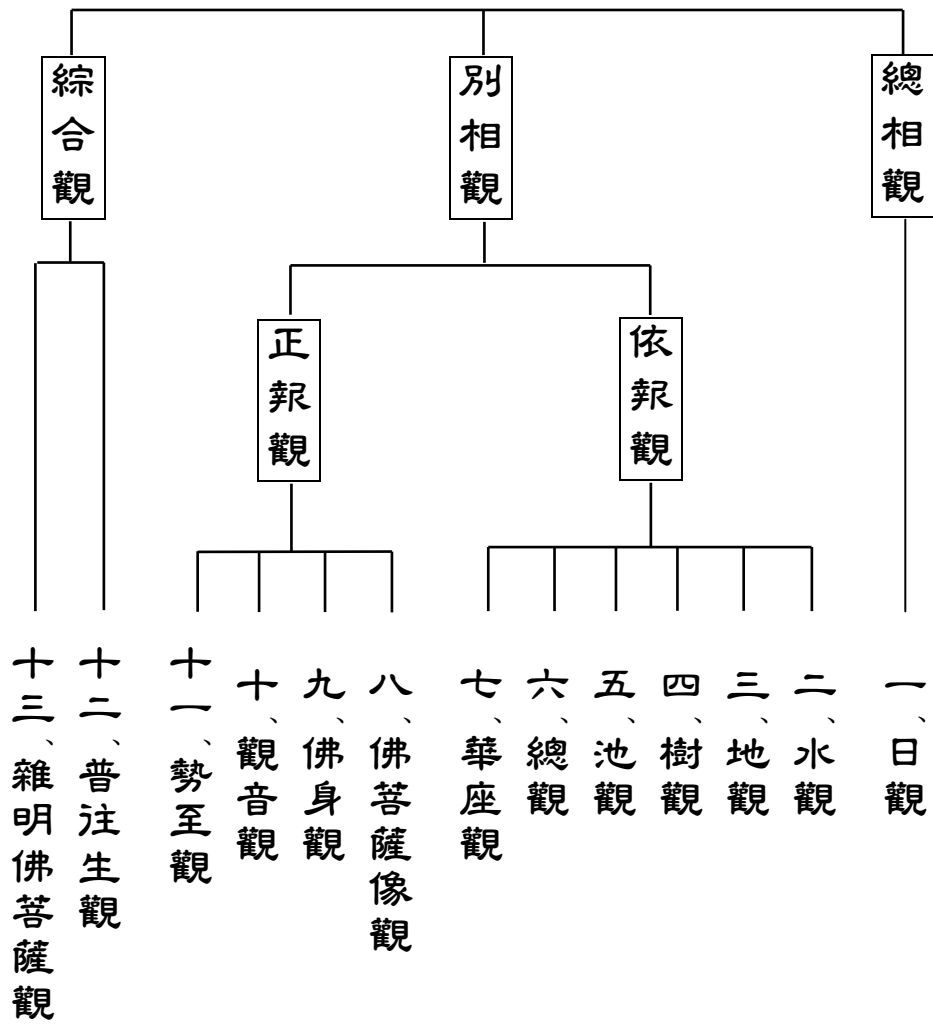 總相觀
別相觀
綜合觀
依報觀
正報觀
一、日觀
二、水觀
三、地觀
四、樹觀
五、池觀
六、總觀
七、華座觀
八、佛菩薩像觀
九、佛身觀
十、觀音觀
十一、勢至觀
十二、普往生觀
十三、雜明佛菩薩觀